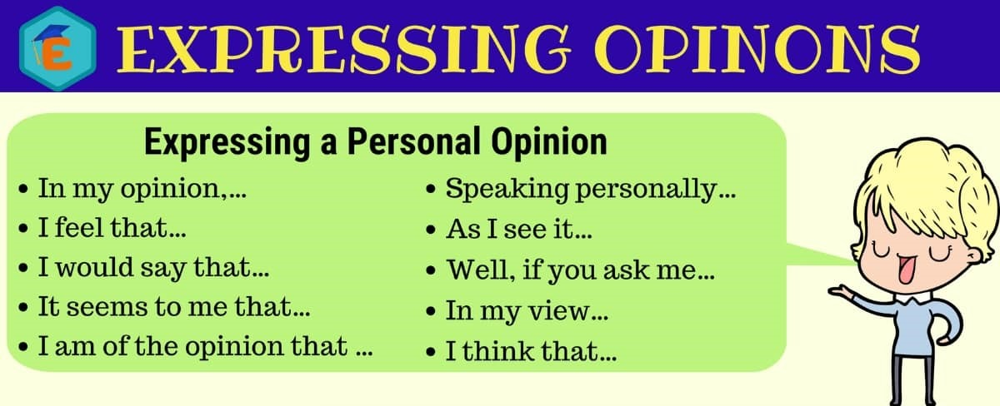 E
EXPRESSING OPINONS
Expressing a Personal Opinion
• In my opinion,...
• I feel that...
• I would say that...
• It seems to me that...
• I am of the opinion that ...
• Speaking personally...
• As I see it...
• Well, if you ask me...
• In my view...
• I think that...